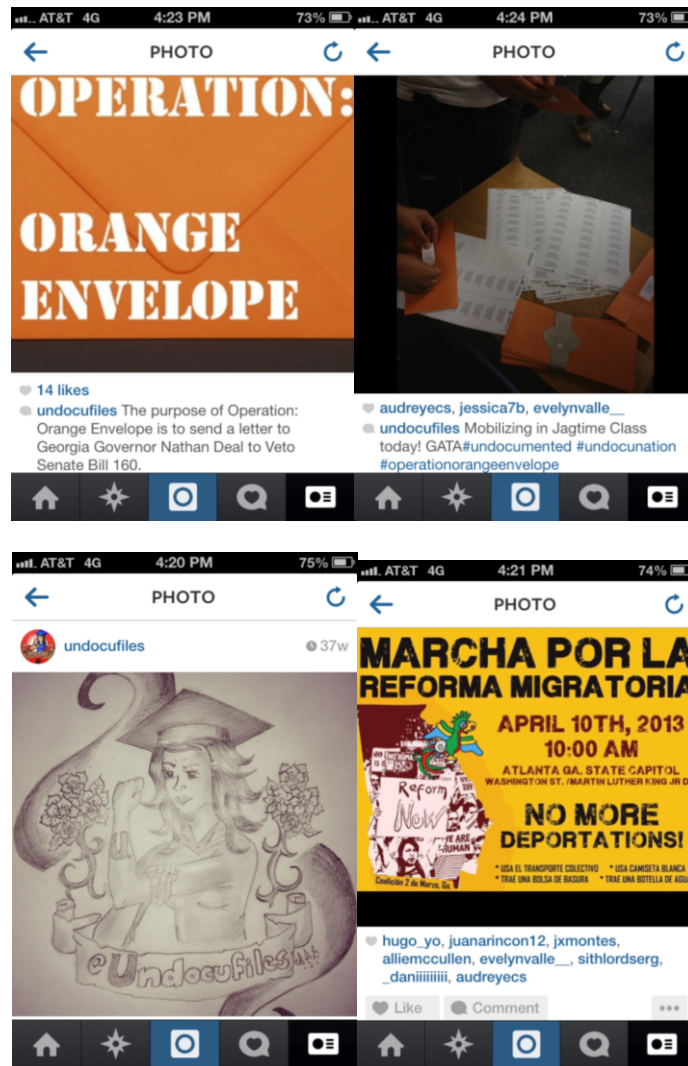 AT&T 4G 4:23 PM 73%
PHOTO
OPERATION:
ORANGE
ENVELOPE
14 likes
undocufiles The purpose of Operation:
Orange Envelope is to send a letter to
Georgia Governor Nathan Deal to Veto
Senate Bill 160.
AT&T 4G 4:24 PM 73%
PHOTO
audreyecs, jessica7b, evelynvalle__
undocufiles Mobilizing in Jagtime Class
today! GATA#undocumented #undocunation
#operationorangeenvelope
AT&T 4G 4:20 PM 75%
PHOTO
undocufiles 37w
@Undocufiles
AT&T 4G 4:21 PM 74%
PHOTO
MARCHA POR LA
REFORMA MIGRATORIA
APRIL 10TH, 2013
10:00 AM
ATLANTA GA. STATE CAPITOL
WASHINGTON ST. /MARTIN LUTHER KING JR D
Reform
Now
WE ARE
HUMAN
NO MORE
DEPORTATIONS!
* USA EL TRANSPORTE COLECTIVO * USA CAMISETA BLANCA
* TRAE UNA BOLSA DE BASURA * TRAE UNA BOTELLA DE AGU
Coalición 2 de Marzo, Ga.
hugo_yo, juanarincon12, jxmontes,
alliemccullen, evelynvalle__, sithlordserg,
audreyecs
Like Comment